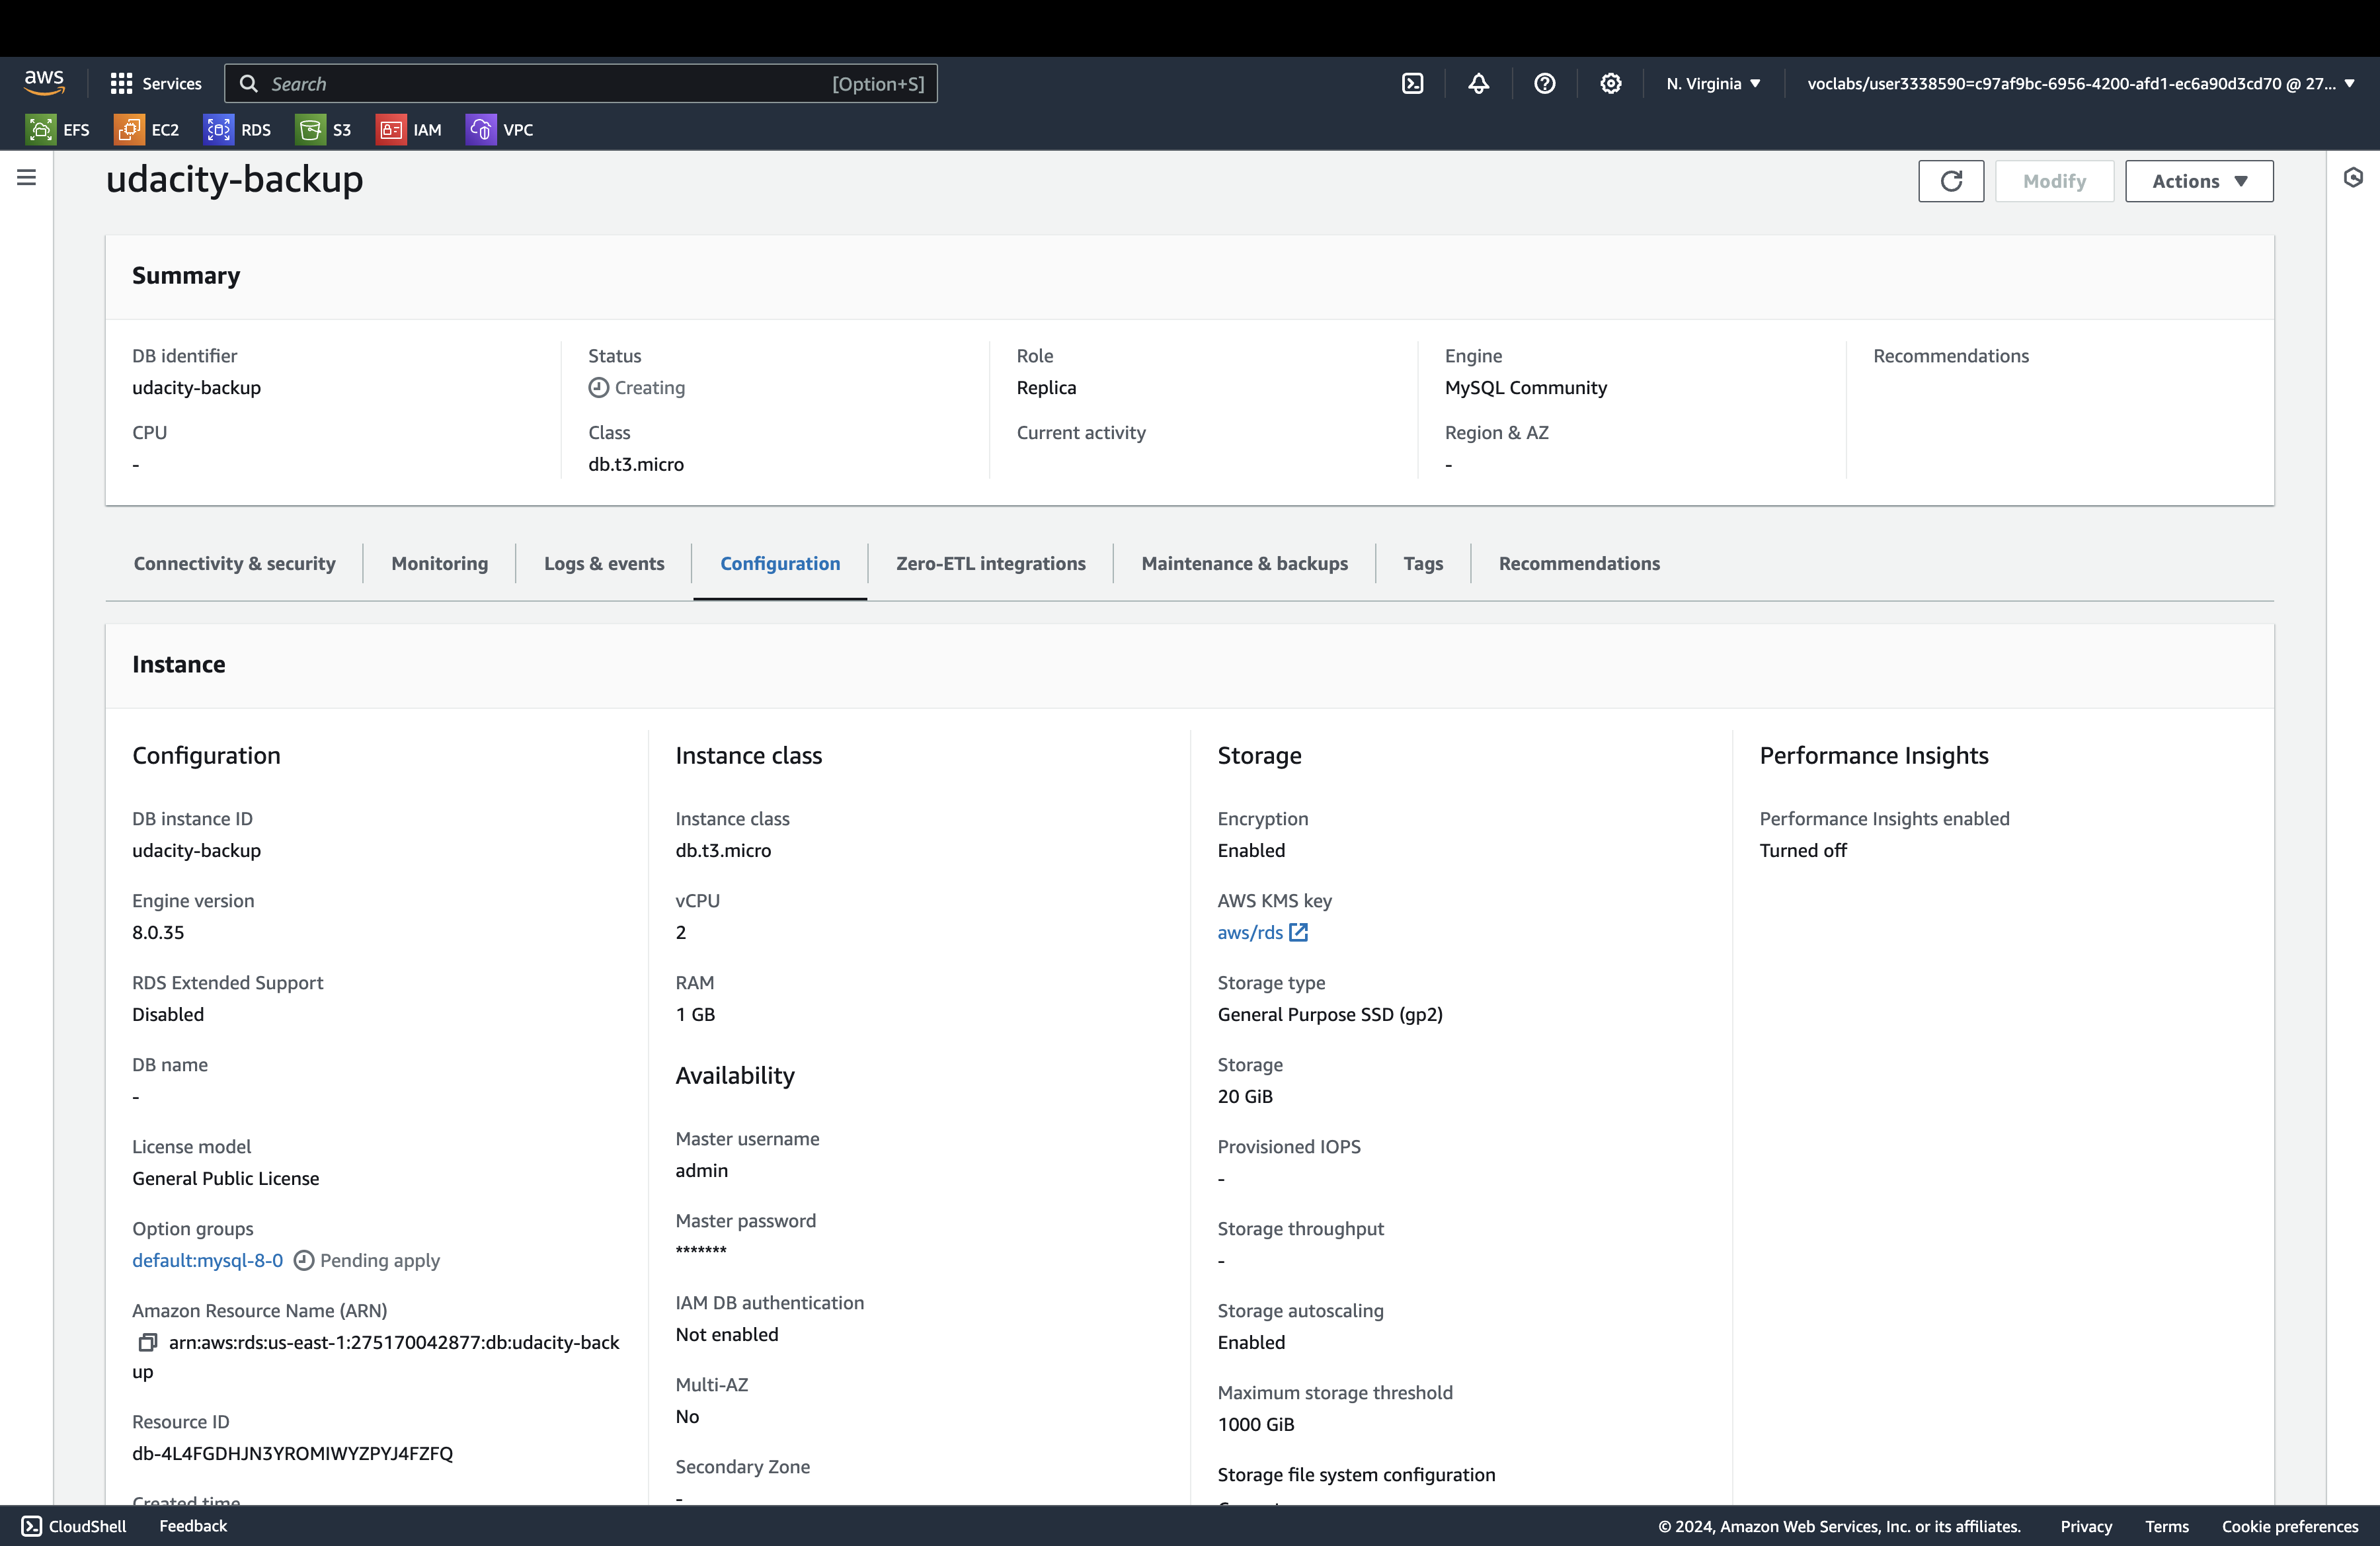 aws
Services
Search
[Option+S]
N. Virginia
voclabs/user3338590=c97af9bc-6956-4200-afd1-ec6a90d3cd70 @ 27...
EFS
EC2
RDS
S3
IAM
VPC
udacity-backup
Modify
Actions
Summary
DB identifier
udacity-backup
CPU
-
Status
Creating
Class
db.t3.micro
Role
Replica
Current activity
Engine
MySQL Community
Region & AZ
-
Recommendations
Connectivity & security
Monitoring
Logs & events
Configuration
Zero-ETL integrations
Maintenance & backups
Tags
Recommendations
Instance
Configuration
DB instance ID
udacity-backup
Engine version
8.0.35
RDS Extended Support
Disabled
DB name
-
License model
General Public License
Option groups
default:mysql-8-0 Pending apply
Amazon Resource Name (ARN)
arn:aws:rds:us-east-1:275170042877:db:udacity-back
up
Resource ID
db-4L4FGDHJN3YROMIWYZPYJ4FZFQ
Created time
Instance class
Instance class
db.t3.micro
vCPU
2
RAM
1 GB
Availability
Master username
admin
Master password
*******
IAM DB authentication
Not enabled
Multi-AZ
No
Secondary Zone
-
Storage
Encryption
Enabled
AWS KMS key
aws/rds
Storage type
General Purpose SSD (gp2)
Storage
20 GiB
Provisioned IOPS
-
Storage throughput
-
Storage autoscaling
Enabled
Maximum storage threshold
1000 GiB
Storage file system configuration
Performance Insights
Performance Insights enabled
Turned off
CloudShell
Feedback
© 2024, Amazon Web Services, Inc. or its affiliates.
Privacy
Terms
Cookie preferences